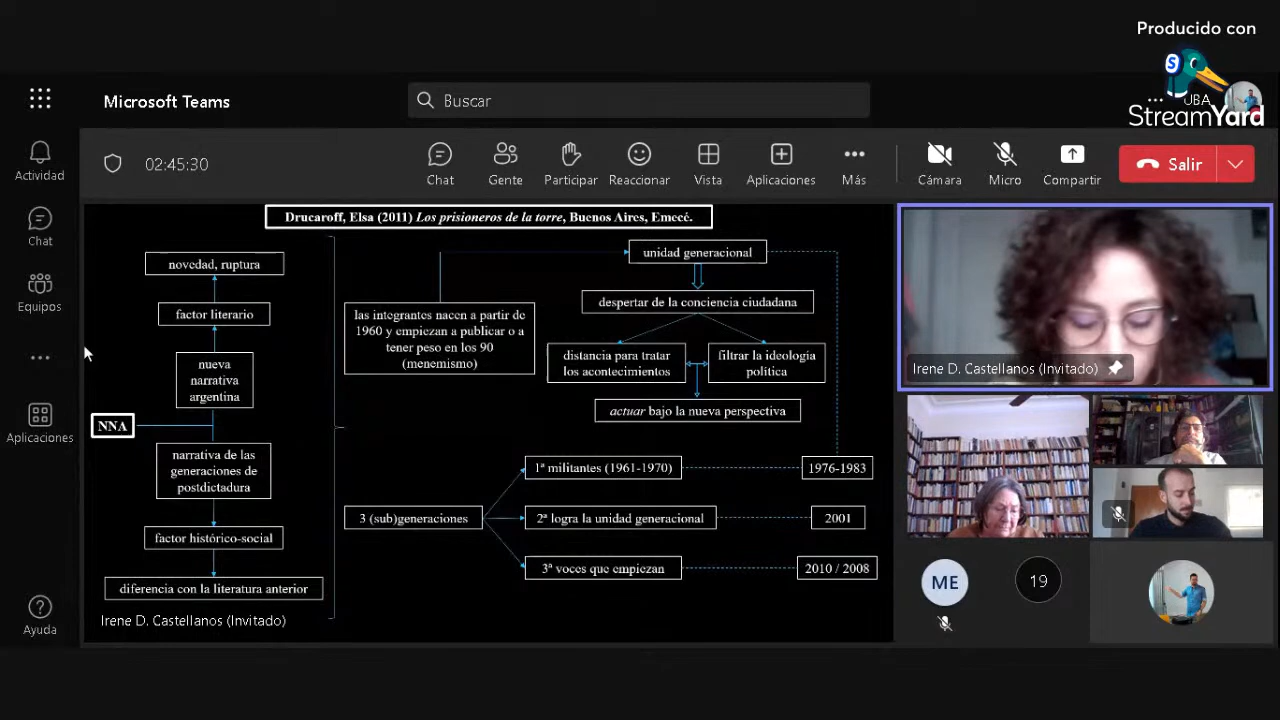 Producido con
StreamYard
UBA
Microsoft Teams
Buscar
Actividad
Chat
Equipos
Aplicaciones
Ayuda
02:45:30
Chat
Gente
Participar
Reaccionar
Vista
Aplicaciones
Más
Cámara
Micro
Compartir
Salir
Drucaroff, Elsa (2011) Los prisioneros de la torre, Buenos Aires, Emecé.
novedad, ruptura
factor literario
nueva
narrativa
argentina
NNA
narrativa de las
generaciones de
postdictadura
factor histórico-social
diferencia con la literatura anterior
las integrantes nacen a partir de
1960 y empiezan a publicar o a
tener peso en los 90
(menemismo)
unidad generacional
despertar de la conciencia ciudadana
distancia para tratar
los acontecimientos
filtrar la ideología
política
actuar bajo la nueva perspectiva
3 (sub)generaciones
1ª militantes (1961-1970)
1976-1983
2ª logra la unidad generacional
2001
3ª voces que empiezan
2010 / 2008
Irene D. Castellanos (Invitado)
Irene D. Castellanos (Invitado)
ME
19